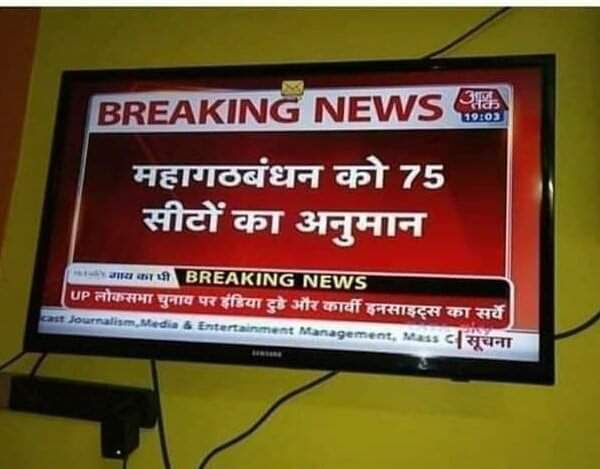 BREAKING NEWS
आज तक
19:03
महागठबंधन को 75
सीटों का अनुमान
गाय का घी BREAKING NEWS
UP लोकसभा चुनाव पर इंडिया टुडे और कार्वी इनसाइट्स का सर्वे
cast Journalism, Media & Entertainment Management, Mass C
सूचना
SAMSUNG